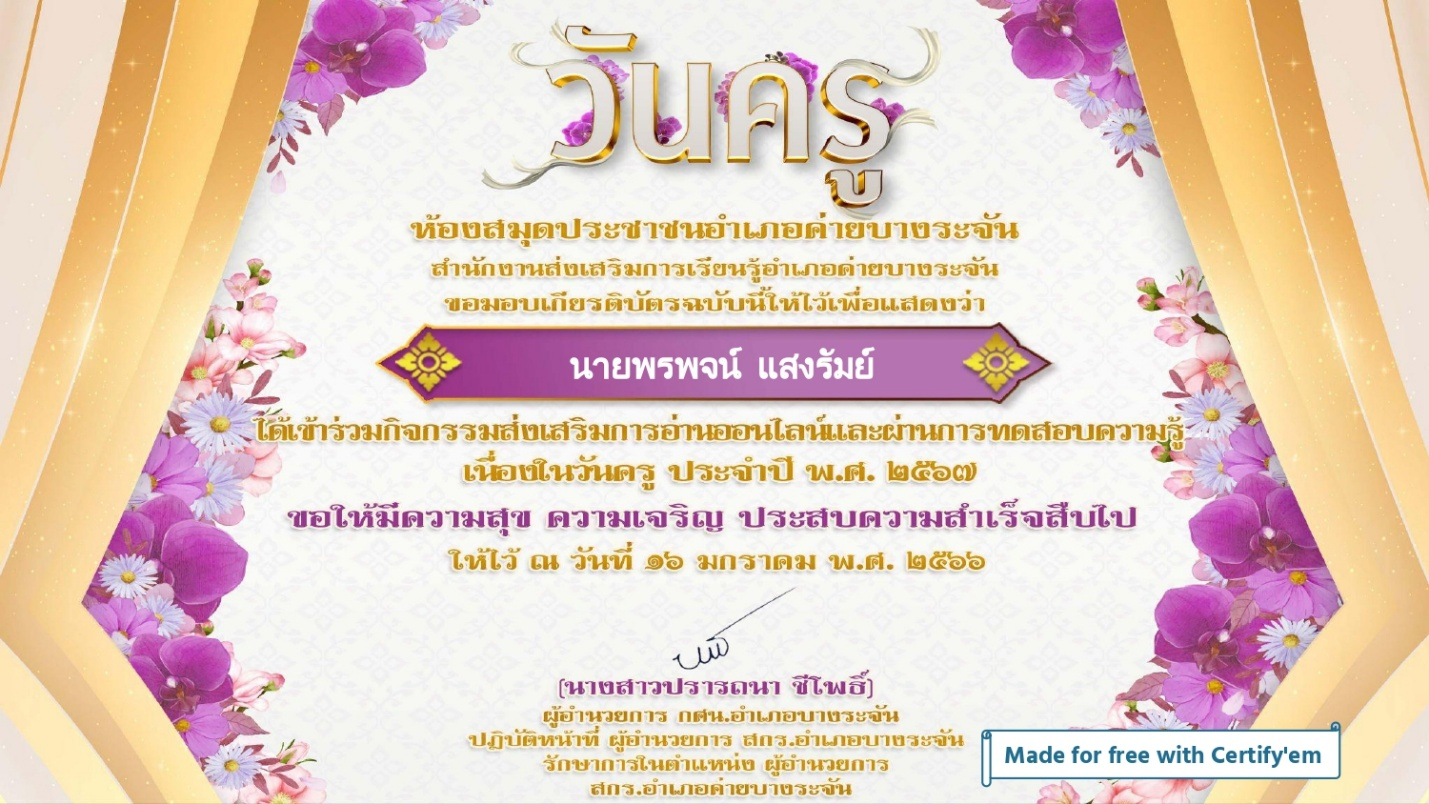 วันครู
ห้องสมุดประชาชนอำเภอค่ายบางระจัน
สำนักงานส่งเสริมการเรียนรู้อำเภอค่ายบางระจัน
ขอมอบเกียรติบัตรฉบับนี้ให้ไว้เพื่อแสดงว่า
นายพรพจน์ แสงรัมย์
ได้เข้าร่วมกิจกรรมส่งเสริมการอ่านออนไลน์และผ่านการทดสอบความรู้
เนื่องในวันครู ประจำปี พ.ศ. ๒๕๖๗
ขอให้มีความสุข ความเจริญ ประสบความสำเร็จสืบไป
ให้ไว้ ณ วันที่ ๑๖ มกราคม พ.ศ. ๒๕๖๖
(นางสาวปรารถนา ชีโพธิ์)
ผู้อำนวยการ กศน.อำเภอบางระจัน
ปฏิบัติหน้าที่ ผู้อำนวยการ สกร.อำเภอบางระจัน
รักษาการในตำแหน่ง ผู้อำนวยการ
สกร.อำเภอค่ายบางระจัน
Made for free with Certify'em